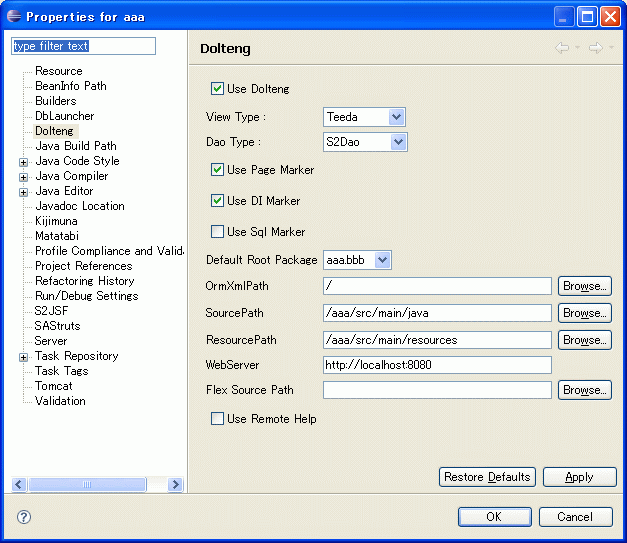 Properties for aaa
type filter text
Resource
BeanInfo Path
Builders
DbLauncher
Dolteng
Java Build Path
Java Code Style
Java Compiler
Java Editor
Javadoc Location
Kijimuna
Matatabi
Profile Compliance and Valida
Project References
Refactoring History
Run/Debug Settings
S2JSF
SAStruts
Server
Task Repository
Task Tags
Tomcat
Validation
Dolteng
Use Dolteng
View Type : Teeda
Dao Type : S2Dao
Use Page Marker
Use DI Marker
Use Sql Marker
Default Root Package aaa.bbb
OrmXmlPath / Browse...
SourcePath /aaa/src/main/java Browse...
ResourcePath /aaa/src/main/resources Browse...
WebServer http://localhost:8080
Flex Source Path Browse...
Use Remote Help
Restore Defaults Apply
? OK Cancel